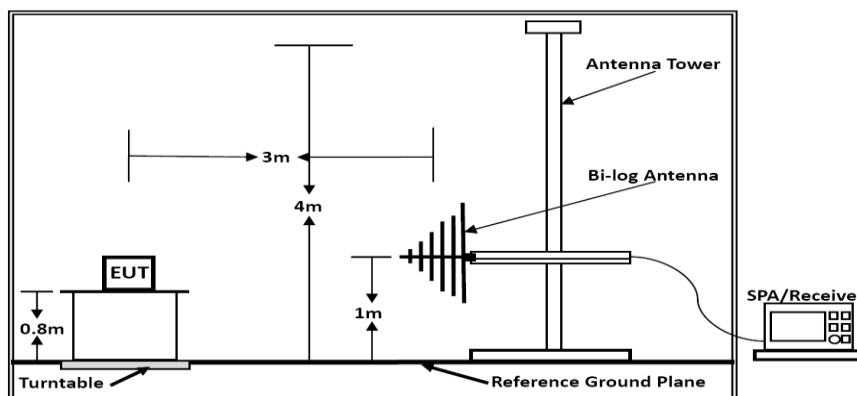 Antenna Tower
3m
Bi-log Antenna
4m
EUT
SPA/Receive
0.8m
1m
Turntable
Reference Ground Plane